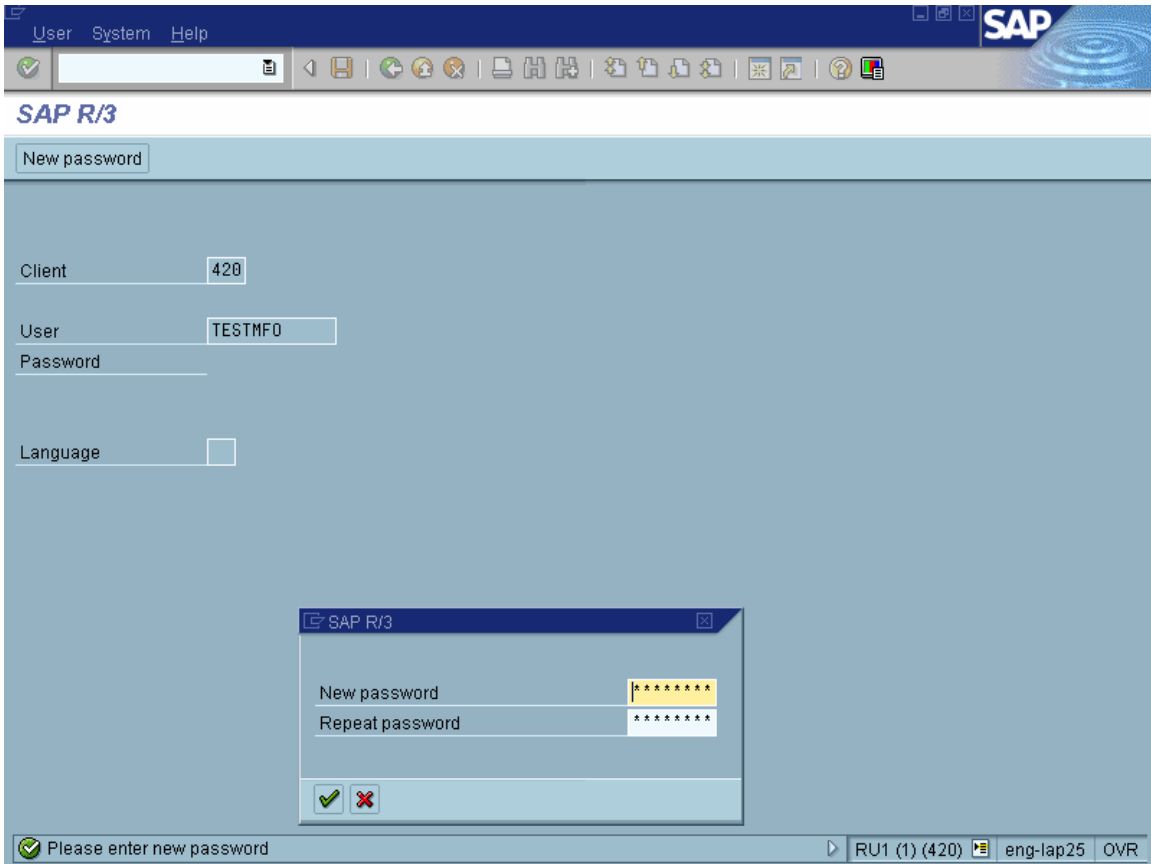 User System Help
SAP
SAP R/3
New password
Client 420
User TESTMFO
Password
Language
SAP R/3
New password ********
Repeat password ********
Please enter new password RU1 (1) (420) eng-lap25 OVR